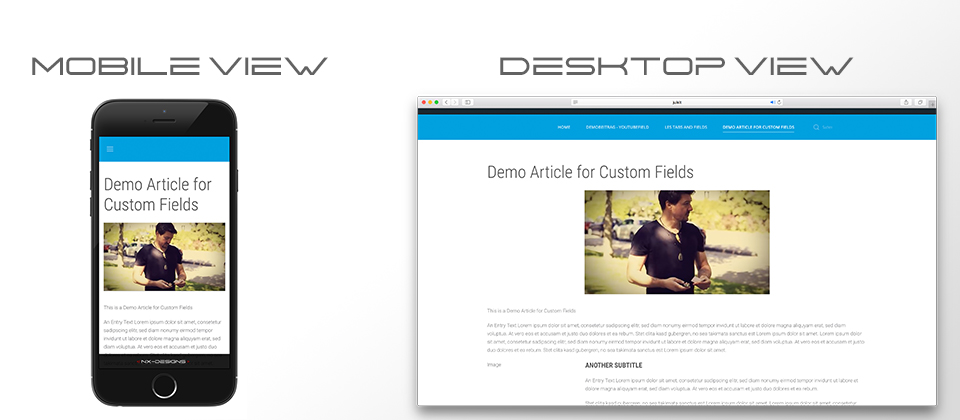 MOBILE VIEW
DESKTOP VIEW
Demo Article for
Custom Fields
This is a Demo Article for Custom Fields
An Entry Text Lorem ipsum dolor sit amet, consetetur
sadipscing elitr, sed diam nonumy eirmod tempor
invidunt ut labore et dolore magna aliquyam erat, sed
diam voluptua. At vero eos et accusam et justo duo
NX-DESIGNS
HOME
DEMOBEITRAG - YOUTUBEFIELD
UE5 TABS AND FIELDS
DEMO ARTICLE FOR CUSTOM FIELDS
Demo Article for Custom Fields
This is a Demo Article for Custom Fields
An Entry Text Lorem ipsum dolor sit amet, consetetur sadipscing elitr, sed diam nonumy eirmod tempor invidunt ut labore et dolore magna aliquyam erat, sed diam
voluptua. At vero eos et accusam et justo duo dolores et ea rebum. Stet clita kasd gubergren, no sea takimata sanctus est Lorem ipsum dolor sit amet. Lorem ipsum dolor
sit amet, consetetur sadipscing elitr, sed diam nonumy eirmod tempor invidunt ut labore et dolore magna aliquyam erat, sed diam voluptua. At vero eos et accusam et justo
duo dolores et ea rebum. Stet clita kasd gubergren, no sea takimata sanctus est Lorem ipsum dolor sit amet.
Image
ANOTHER SUBTITLE
An Entry Text Lorem ipsum dolor sit amet, consetetur sadipscing elitr, sed diam nonumy eirmod tempor
invidunt ut labore et dolore magna aliquyam erat, sed diam voluptua. At vero eos et accusam et justo duo dolores et ea rebum.